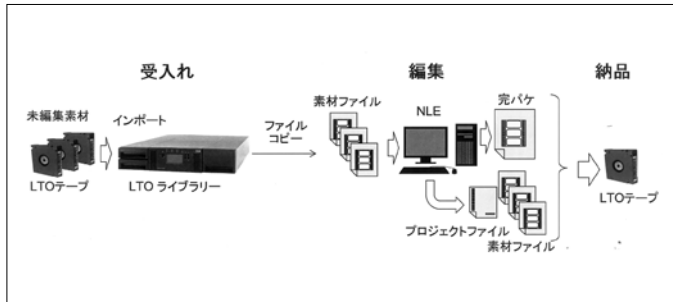 受入れ
編集
納品
未編集素材
インポート
ファイル
コピー
素材ファイル
NLE
完パケ
LTOテープ
LTO ライブラリー
プロジェクトファイル
素材ファイル
LTOテープ